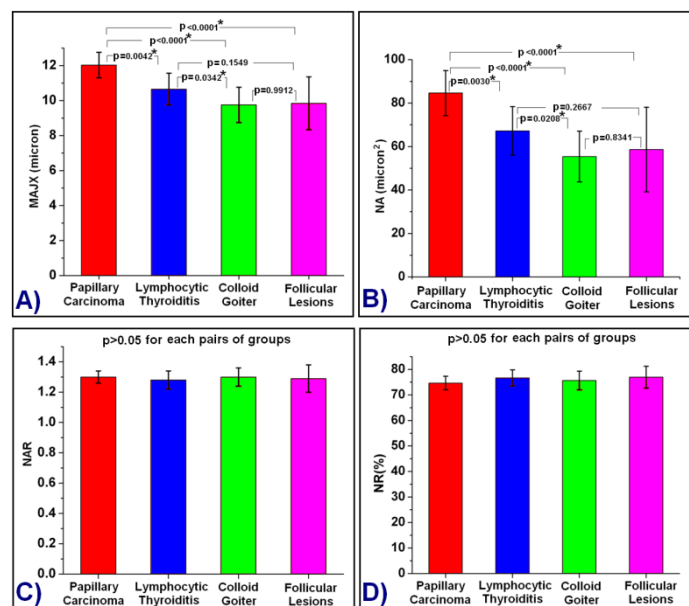 p<0.0001*
p<0.0001*
p=0.0042*
p=0.1549
p=0.0342*
p=0.9912
MAJX (micron)
14
12
10
8
6
4
2
0
Papillary
Carcinoma
Lymphocytic
Thyroiditis
Colloid
Goiter
Follicular
Lesions
A)
p<0.0001*
p<0.0001*
p=0.0030*
p=0.2667
p=0.0208*
p=0.8341
NA (micron²)
100
80
60
40
20
0
Papillary
Carcinoma
Lymphocytic
Thyroiditis
Colloid
Goiter
Follicular
Lesions
B)
p>0.05 for each pairs of groups
NAR
1.4
1.2
1.0
0.8
0.6
0.4
0.2
0.0
Papillary
Carcinoma
Lymphocytic
Thyroiditis
Colloid
Goiter
Follicular
Lesions
C)
p>0.05 for each pairs of groups
NR(%)
80
70
60
50
40
30
20
10
0
Papillary
Carcinoma
Lymphocytic
Thyroiditis
Colloid
Goiter
Follicular
Lesions
D)